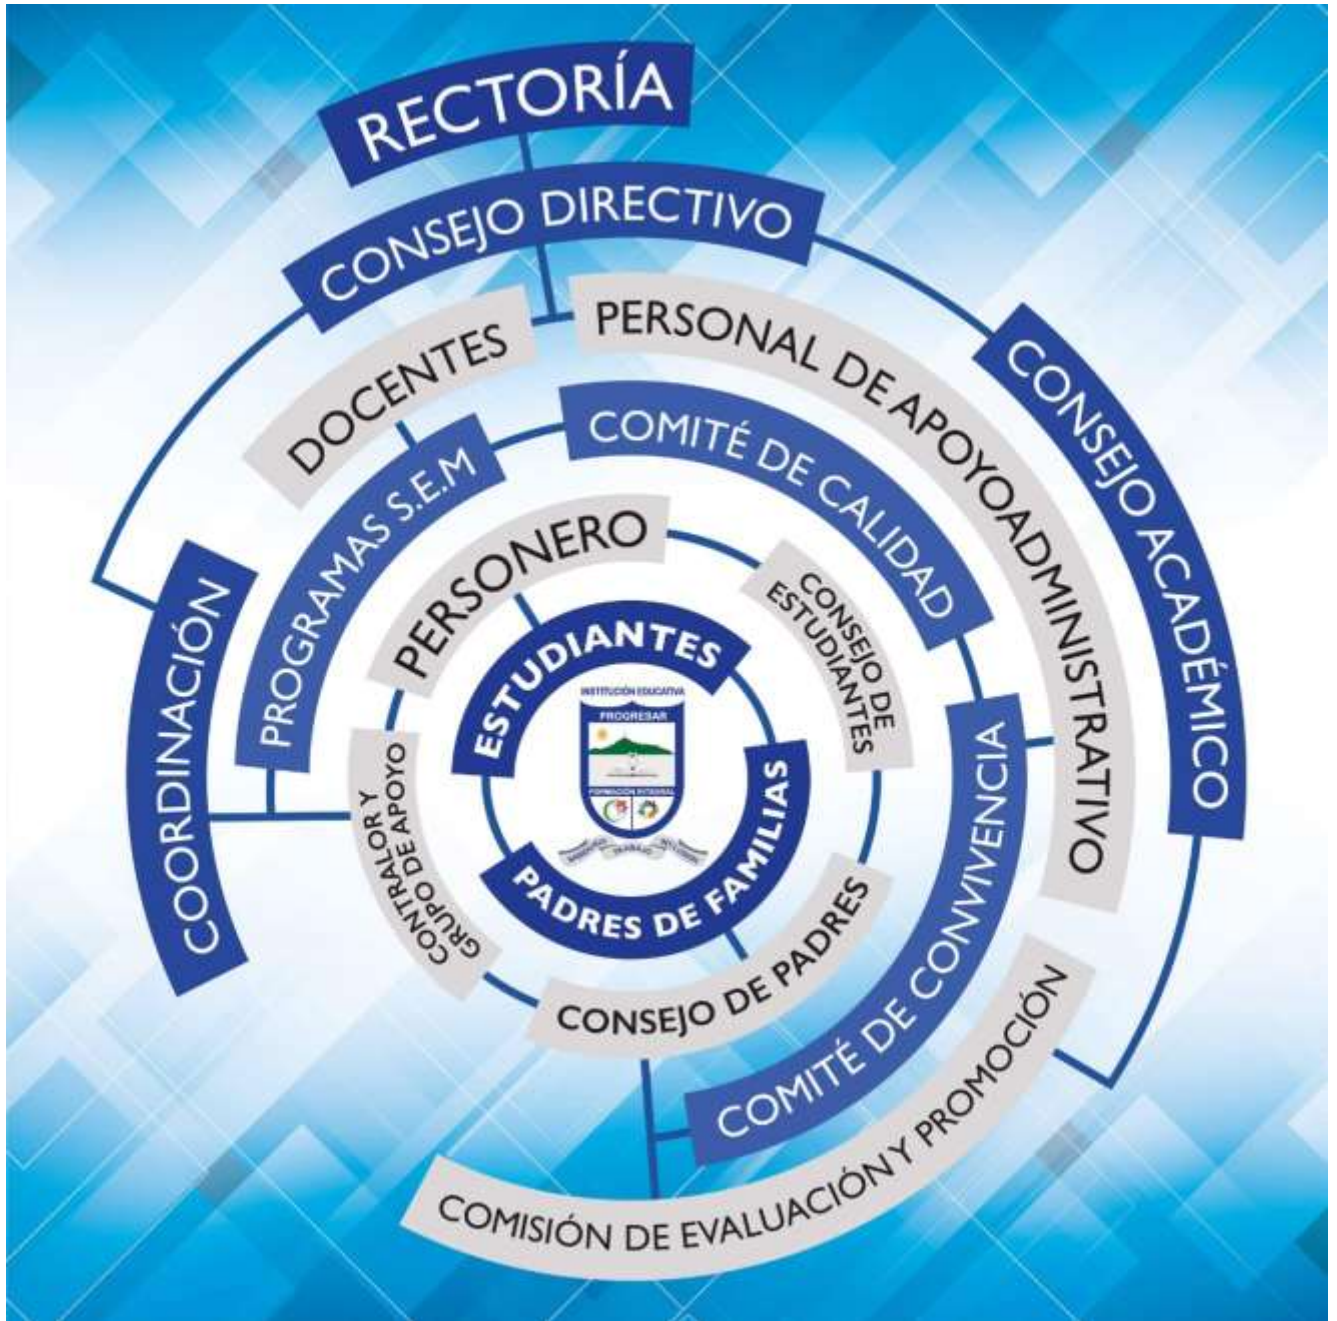 RECTORÍA
CONSEJO DIRECTIVO
DOCENTES
PERSONAL DE APOYOADMINISTRATIVO
CONSEJO ACADÉMICO
PROGRAMAS S.E.M
COMITÉ DE CALIDAD
COORDINACIÓN
PERSONERO
CONSEJO DE
ESTUDIANTES
ESTUDIANTES
INSTITUCIÓN EDUCATIVA
PROGRESAR
FORMACIÓN INTEGRAL
TRABAJO
PADRES DE FAMILIAS
CONTRALOR Y
GRUPO DE APOYO
CONSEJO DE PADRES
COMITÉ DE CONVIVENCIA
COMISIÓN DE EVALUACIÓN Y PROMOCIÓN